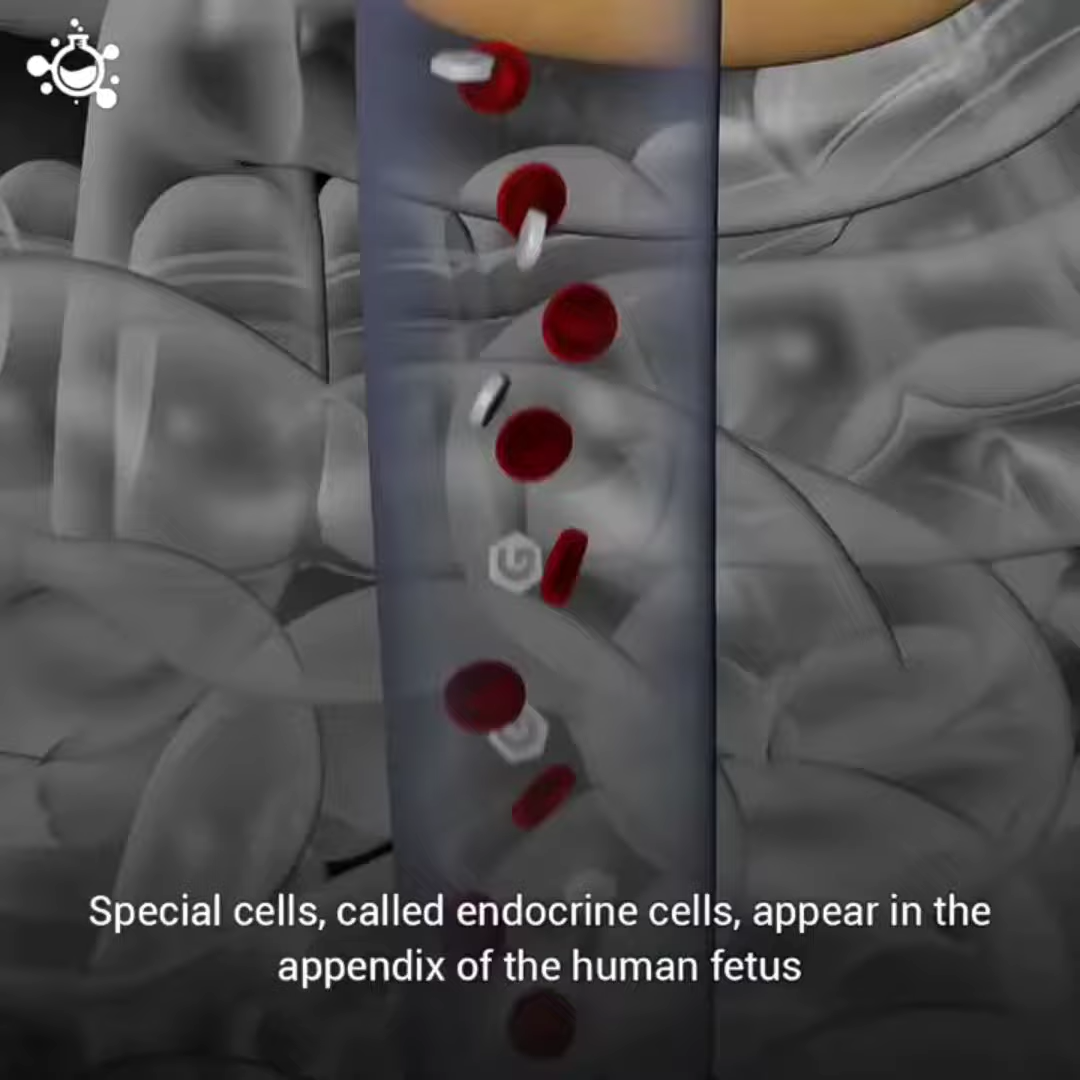 Special cells, called endocrine cells, appear in the
appendix of the human fetus